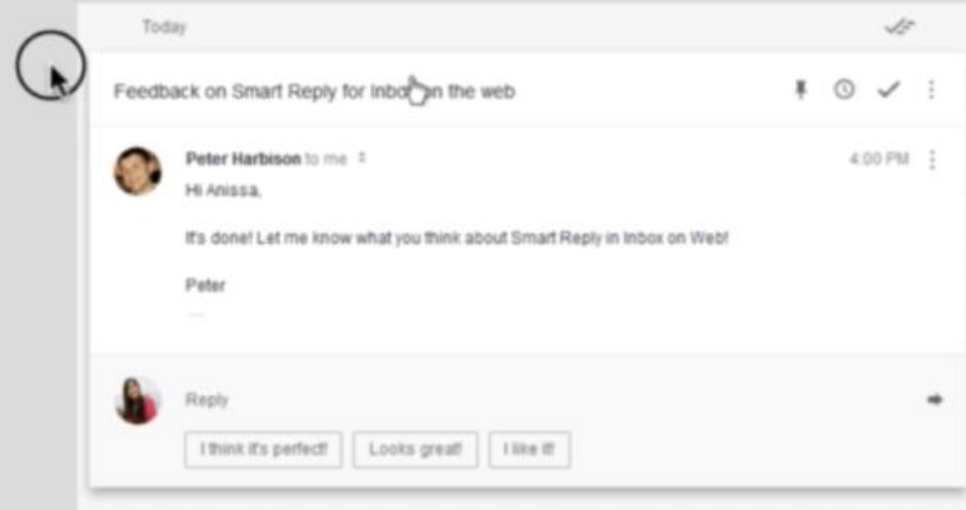 Today
Feedback on Smart Reply for Inbox on the web
Peter Harbison to me
4:00 PM
Hi Anissa,
It's done! Let me know what you think about Smart Reply in Inbox on Web!
Peter
Reply
I think it's perfect!
Looks great!
I like it!